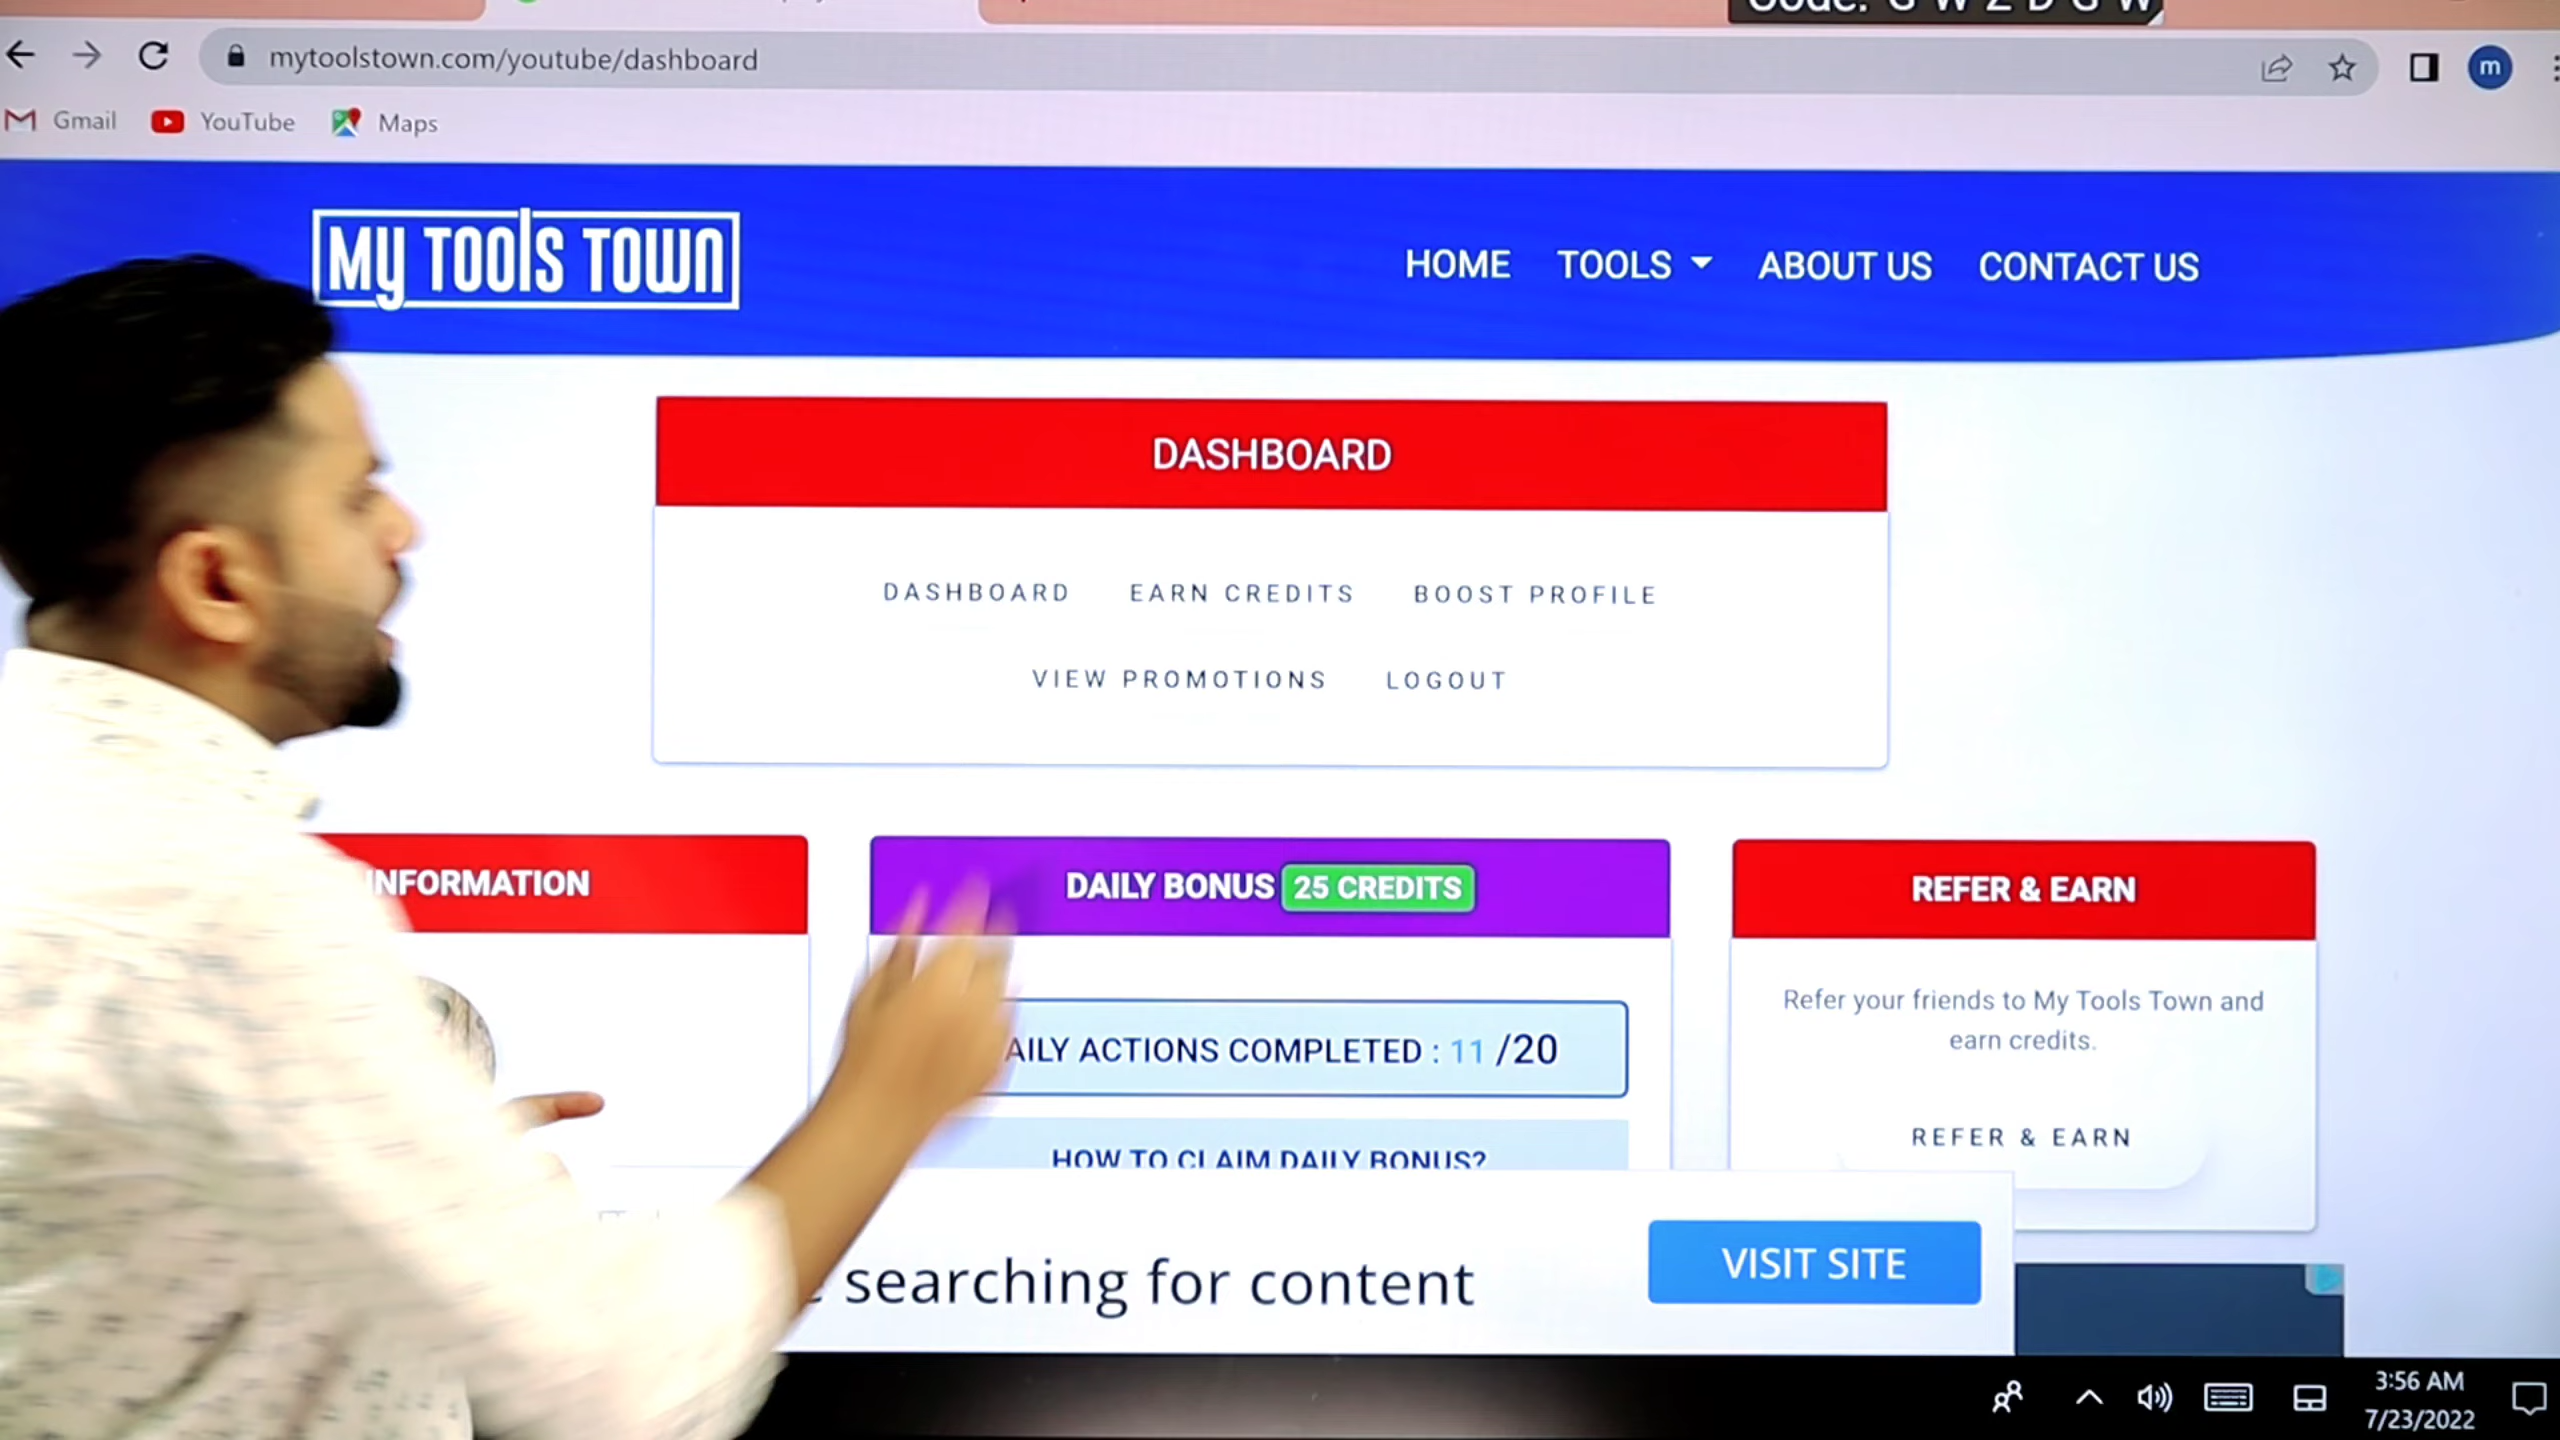 Code: G W Z D G W
mytoolstown.com/youtube/dashboard
m
Gmail YouTube Maps
My Tools Town
HOME TOOLS ABOUT US CONTACT US
DASHBOARD
DASHBOARD EARN CREDITS BOOST PROFILE
VIEW PROMOTIONS LOGOUT
NFORMATION
DAILY BONUS 25 CREDITS
AILY ACTIONS COMPLETED : 11 /20
HOW TO CLAIM DAILY BONUS?
REFER & EARN
Refer your friends to My Tools Town and
earn credits.
REFER & EARN
searching for content
VISIT SITE
3:56 AM
7/23/2022